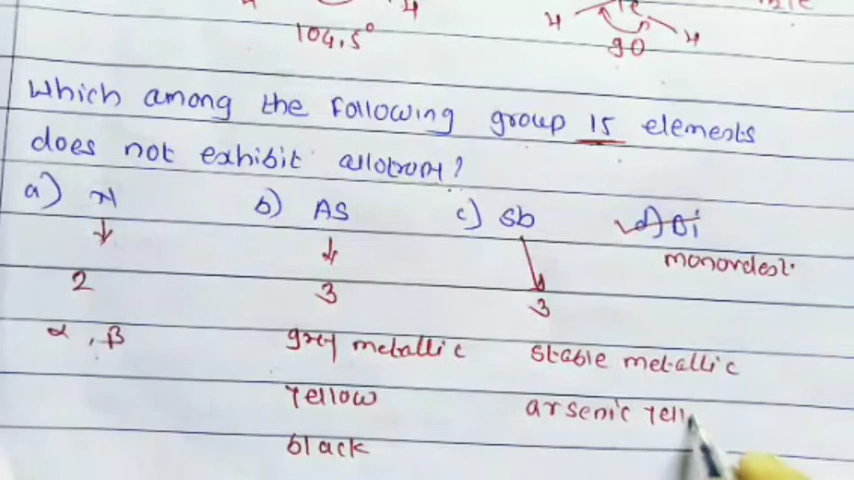 104.5° 90
Which among the following group 15 elements
does not exhibit allotropy?
a) N b) AS c) Sb d) Bi
2 3 3
α, β grey metallic stable metallic
yellow arsenic yell
black